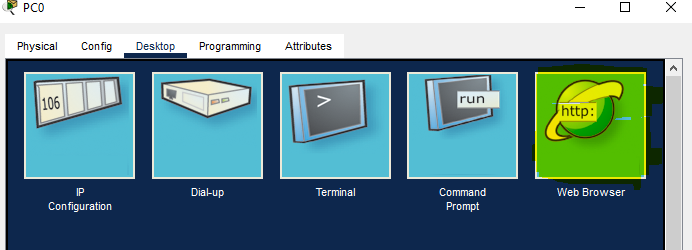 PC0
Physical Config Desktop Programming Attributes
106 > run http:
IP Dial-up Terminal Command Web Browser
Configuration Prompt